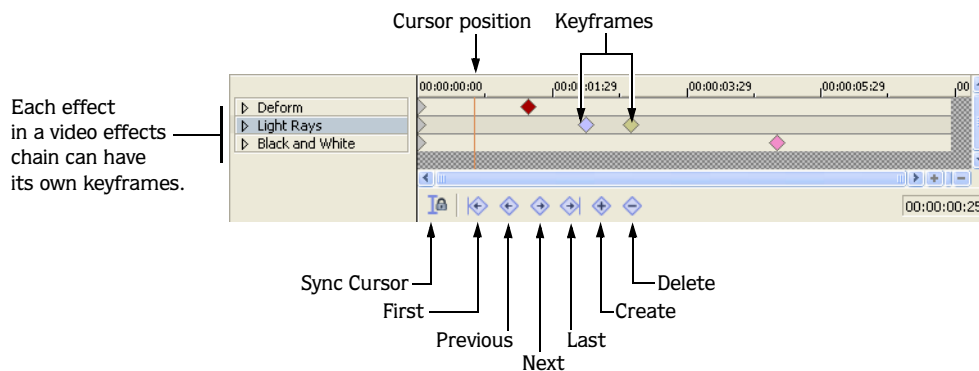 Cursor position Keyframes
00:00:00:00 00:00:01:29 00:00:03:29 00:00:05:29 00
Each effect
in a video effects
chain can have
its own keyframes.
Deform
Light Rays
Black and White
00:00:00:25
Sync Cursor
First
Previous
Next
Last
Create
Delete